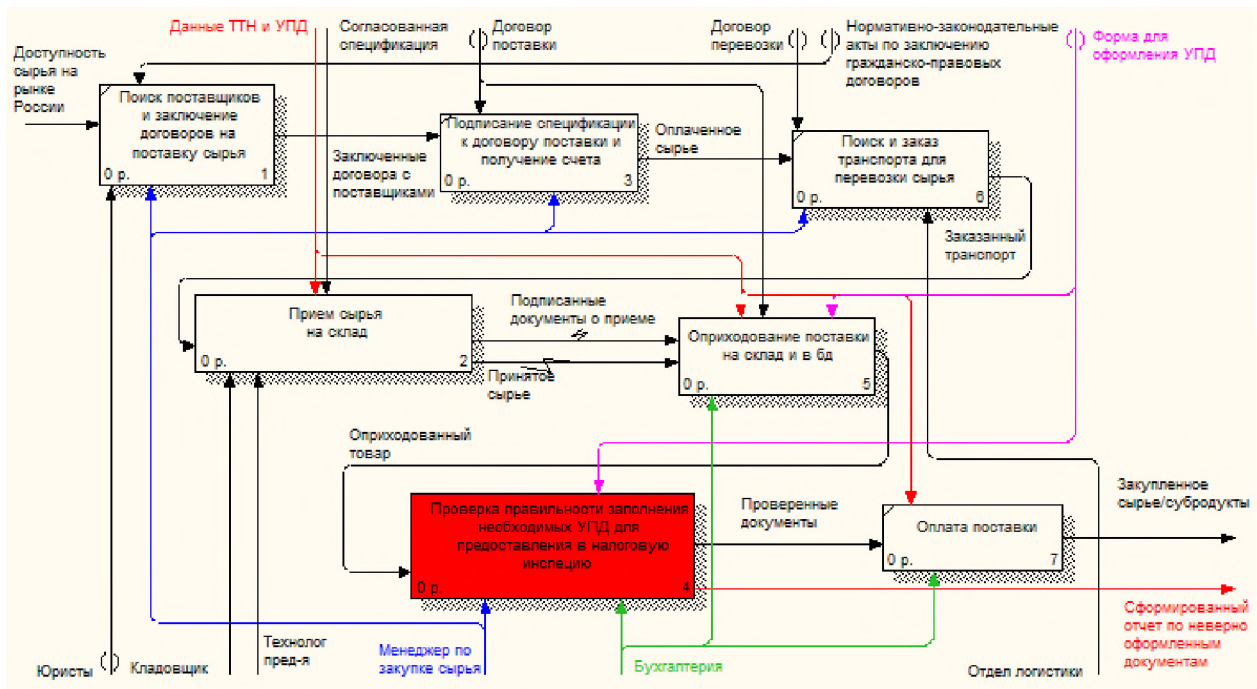 Данные ТТН и УПД
Согласованная
спецификация
Договор
поставки
Договор
перевозки
Нормативно-законодательные
акты по заключению
гражданско-правовых
договоров
Форма для
оформления УПД
Доступность
сырья на
рынке
России
Поиск поставщиков
и заключение
договоров на
поставку сырья
0 р.
1
Заключенные
договора с
поставщиками
Подписание спецификации
к договору поставки и
получение счета
0 р.
3
Оплаченное
сырье
Поиск и заказ
транспорта для
перевозки сырья
0 р.
6
Заказанный
транспорт
Прием сырья
на склад
0 р.
2
Подписанные
документы о приеме
Принятое
сырье
Оприходование поставки
на склад и в бд
0 р.
5
Оприходованный
товар
Проверка правильности заполнения
необходимых УПД для
предоставления в налоговую
инспецию
0 р.
4
Проверенные
документы
Оплата поставки
0 р.
7
Закупленное
сырье/субродукты
Сформированный
отчет по неверно
оформленным
документам
Юристы
Кладовщик
Технолог
пред-я
Менеджер по
закупке сырья
Бухгалтерия
Отдел логистики